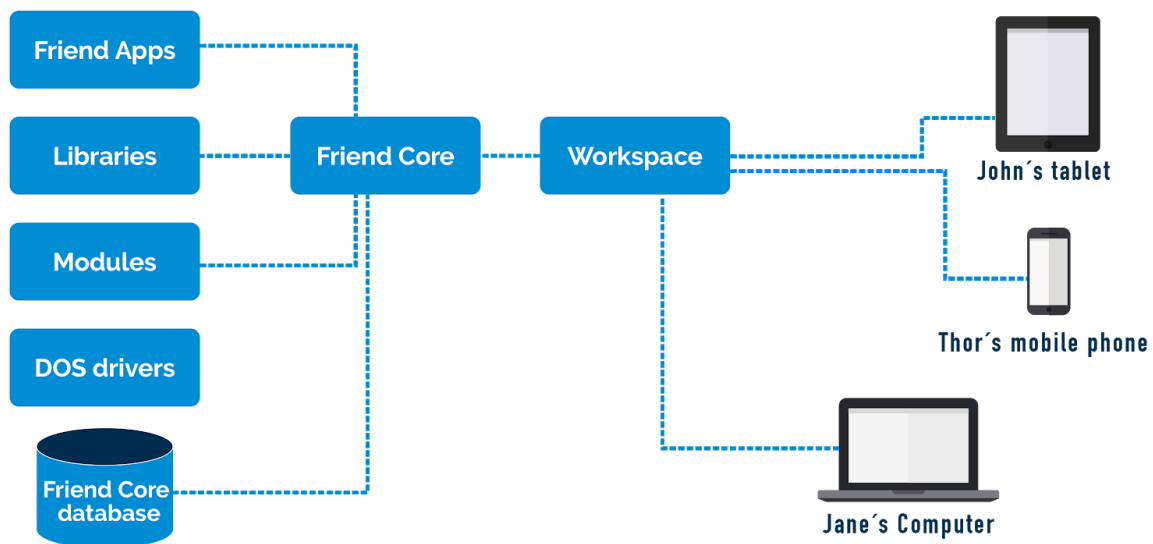 Friend Apps
Libraries
Friend Core
Workspace
Modules
DOS drivers
Friend Core
database
John´s tablet
Thor´s mobile phone
Jane´s Computer